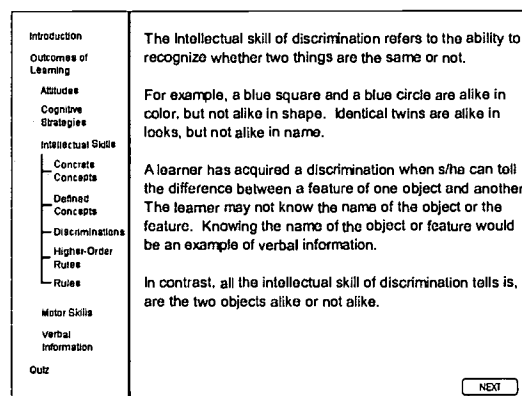 Introduction
Outcomes of
Learning
Attitudes
Cognitive
Strategies
Intellectual Skills
Concrete
Concepts
Defined
Concepts
Discriminations
Higher-Order
Rules
Rules
Motor Skills
Verbal
Information
Quiz
The Intellectual skill of discrimination refers to the ability to
recognize whether two things are the same or not.
For example, a blue square and a blue circle are alike in
color, but not alike in shape. Identical twins are alike in
looks, but not alike in name.
A learner has acquired a discrimination when s/he can tell
the difference between a feature of one object and another
The learner may not know the name of the object or the
feature. Knowing the name of the object or feature would
be an example of verbal information.
In contrast, all the intellectual skill of discrimination tells is,
are the two objects alike or not alike.
NEXT